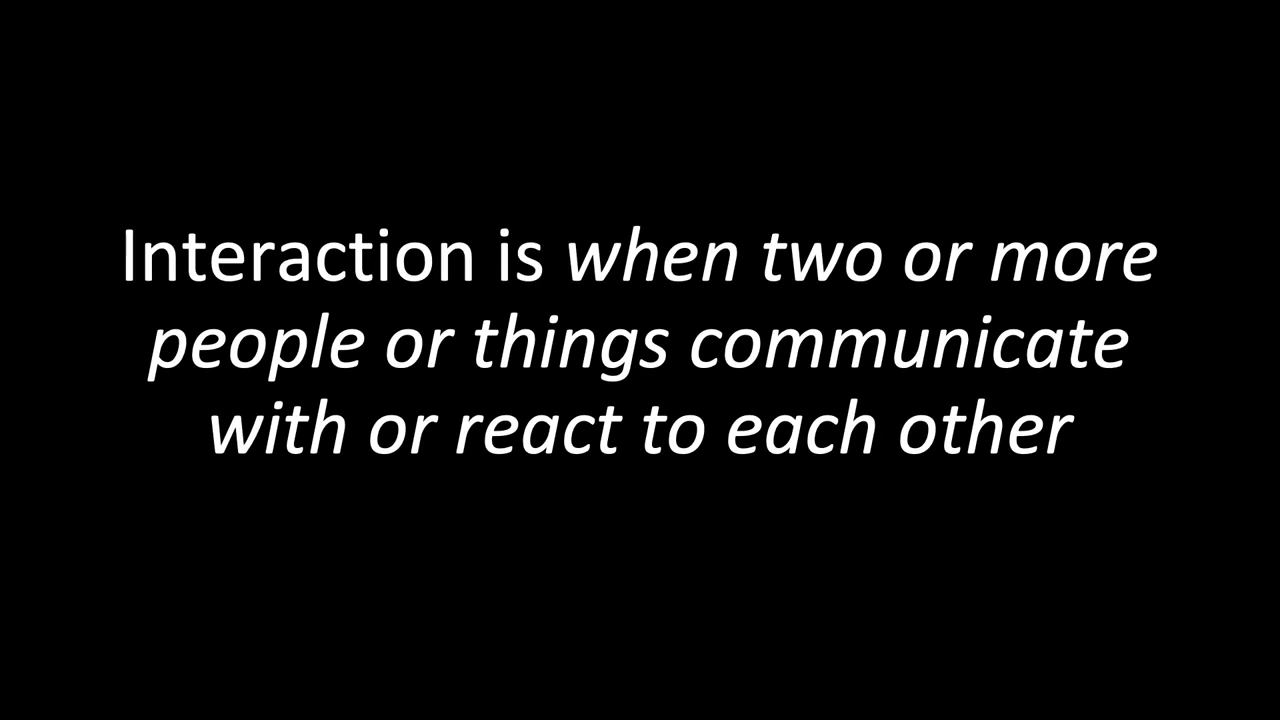 Interaction is when two or more
people or things communicate
with or react to each other